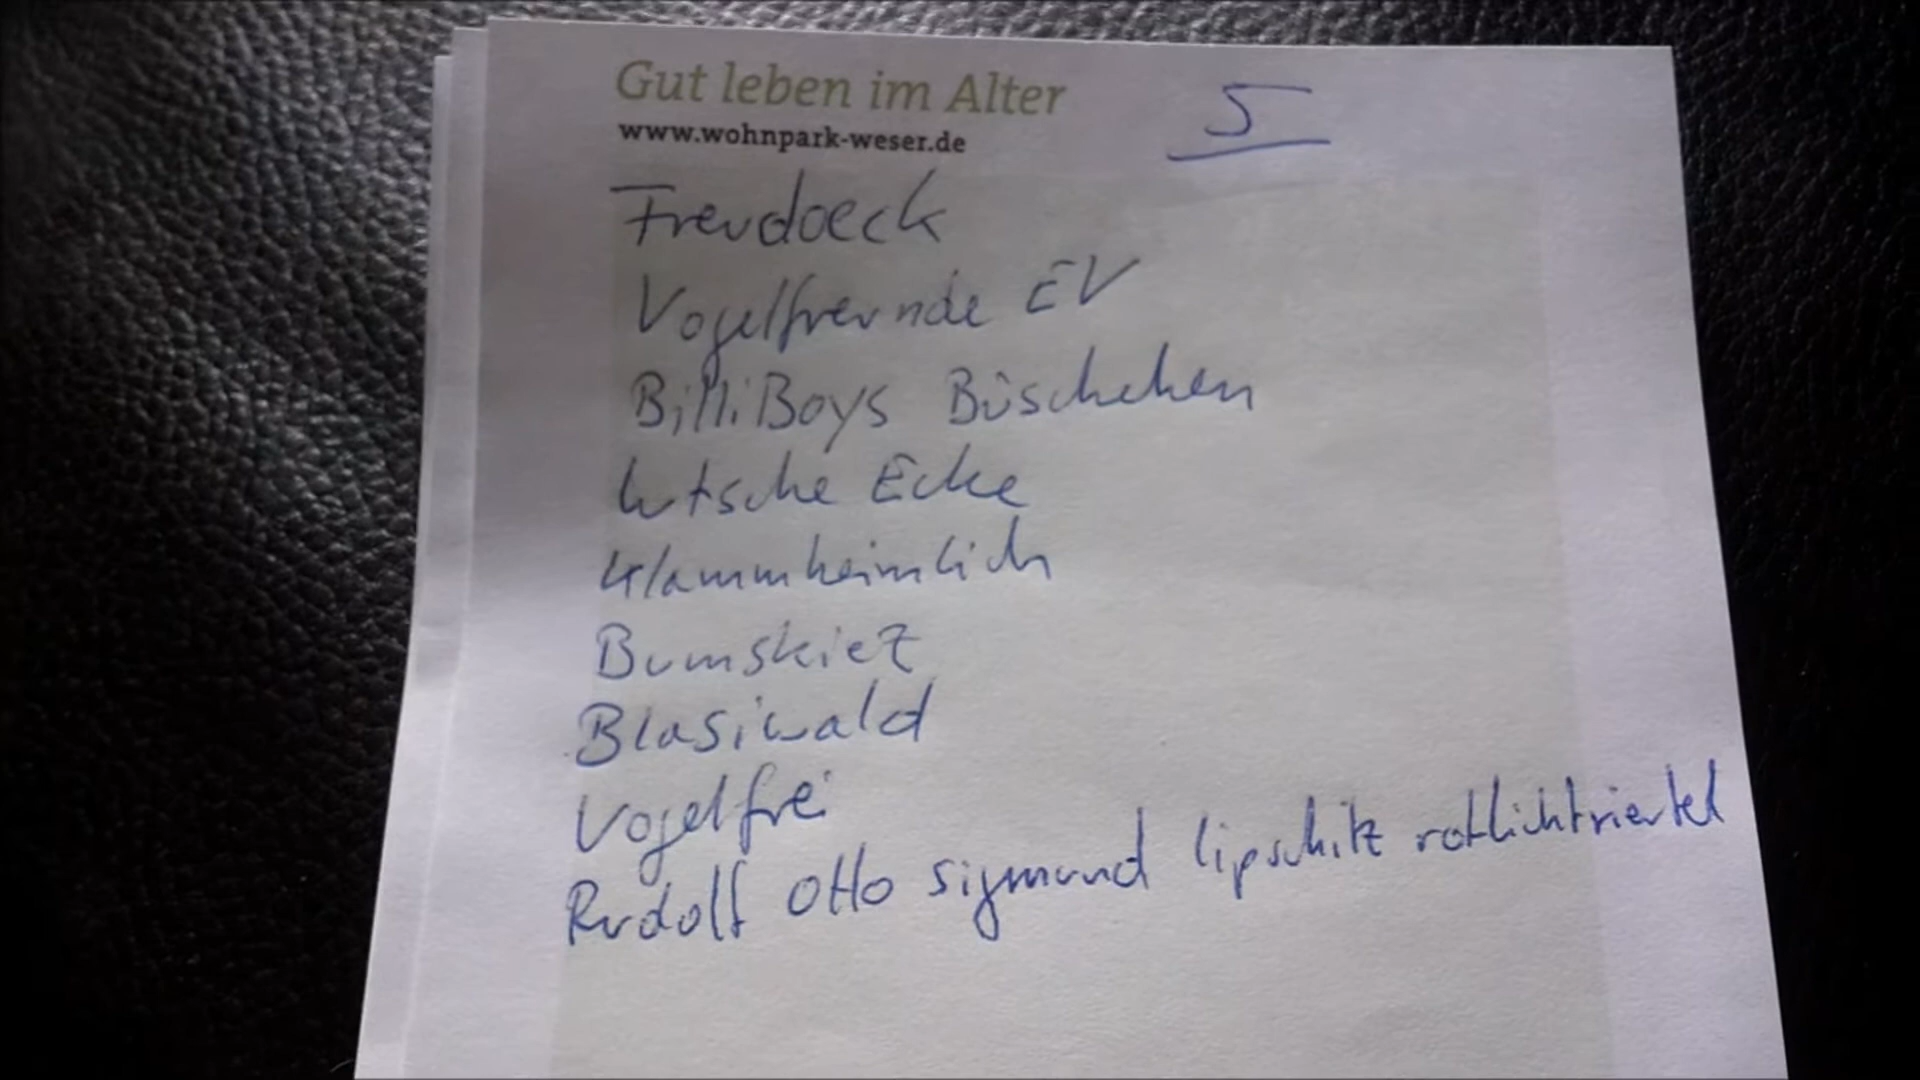 Gut leben im Alter
5
www.wohnpark-weser.de
Freudoeck
Vogelfreunde EV
BilliBoys Büschchen
lutsche Ecke
Klammheimlich
Bumskiez
Blasiwald
Vogelfrei
Rudolf Otto sigmund lipschitz rotlichtviertel